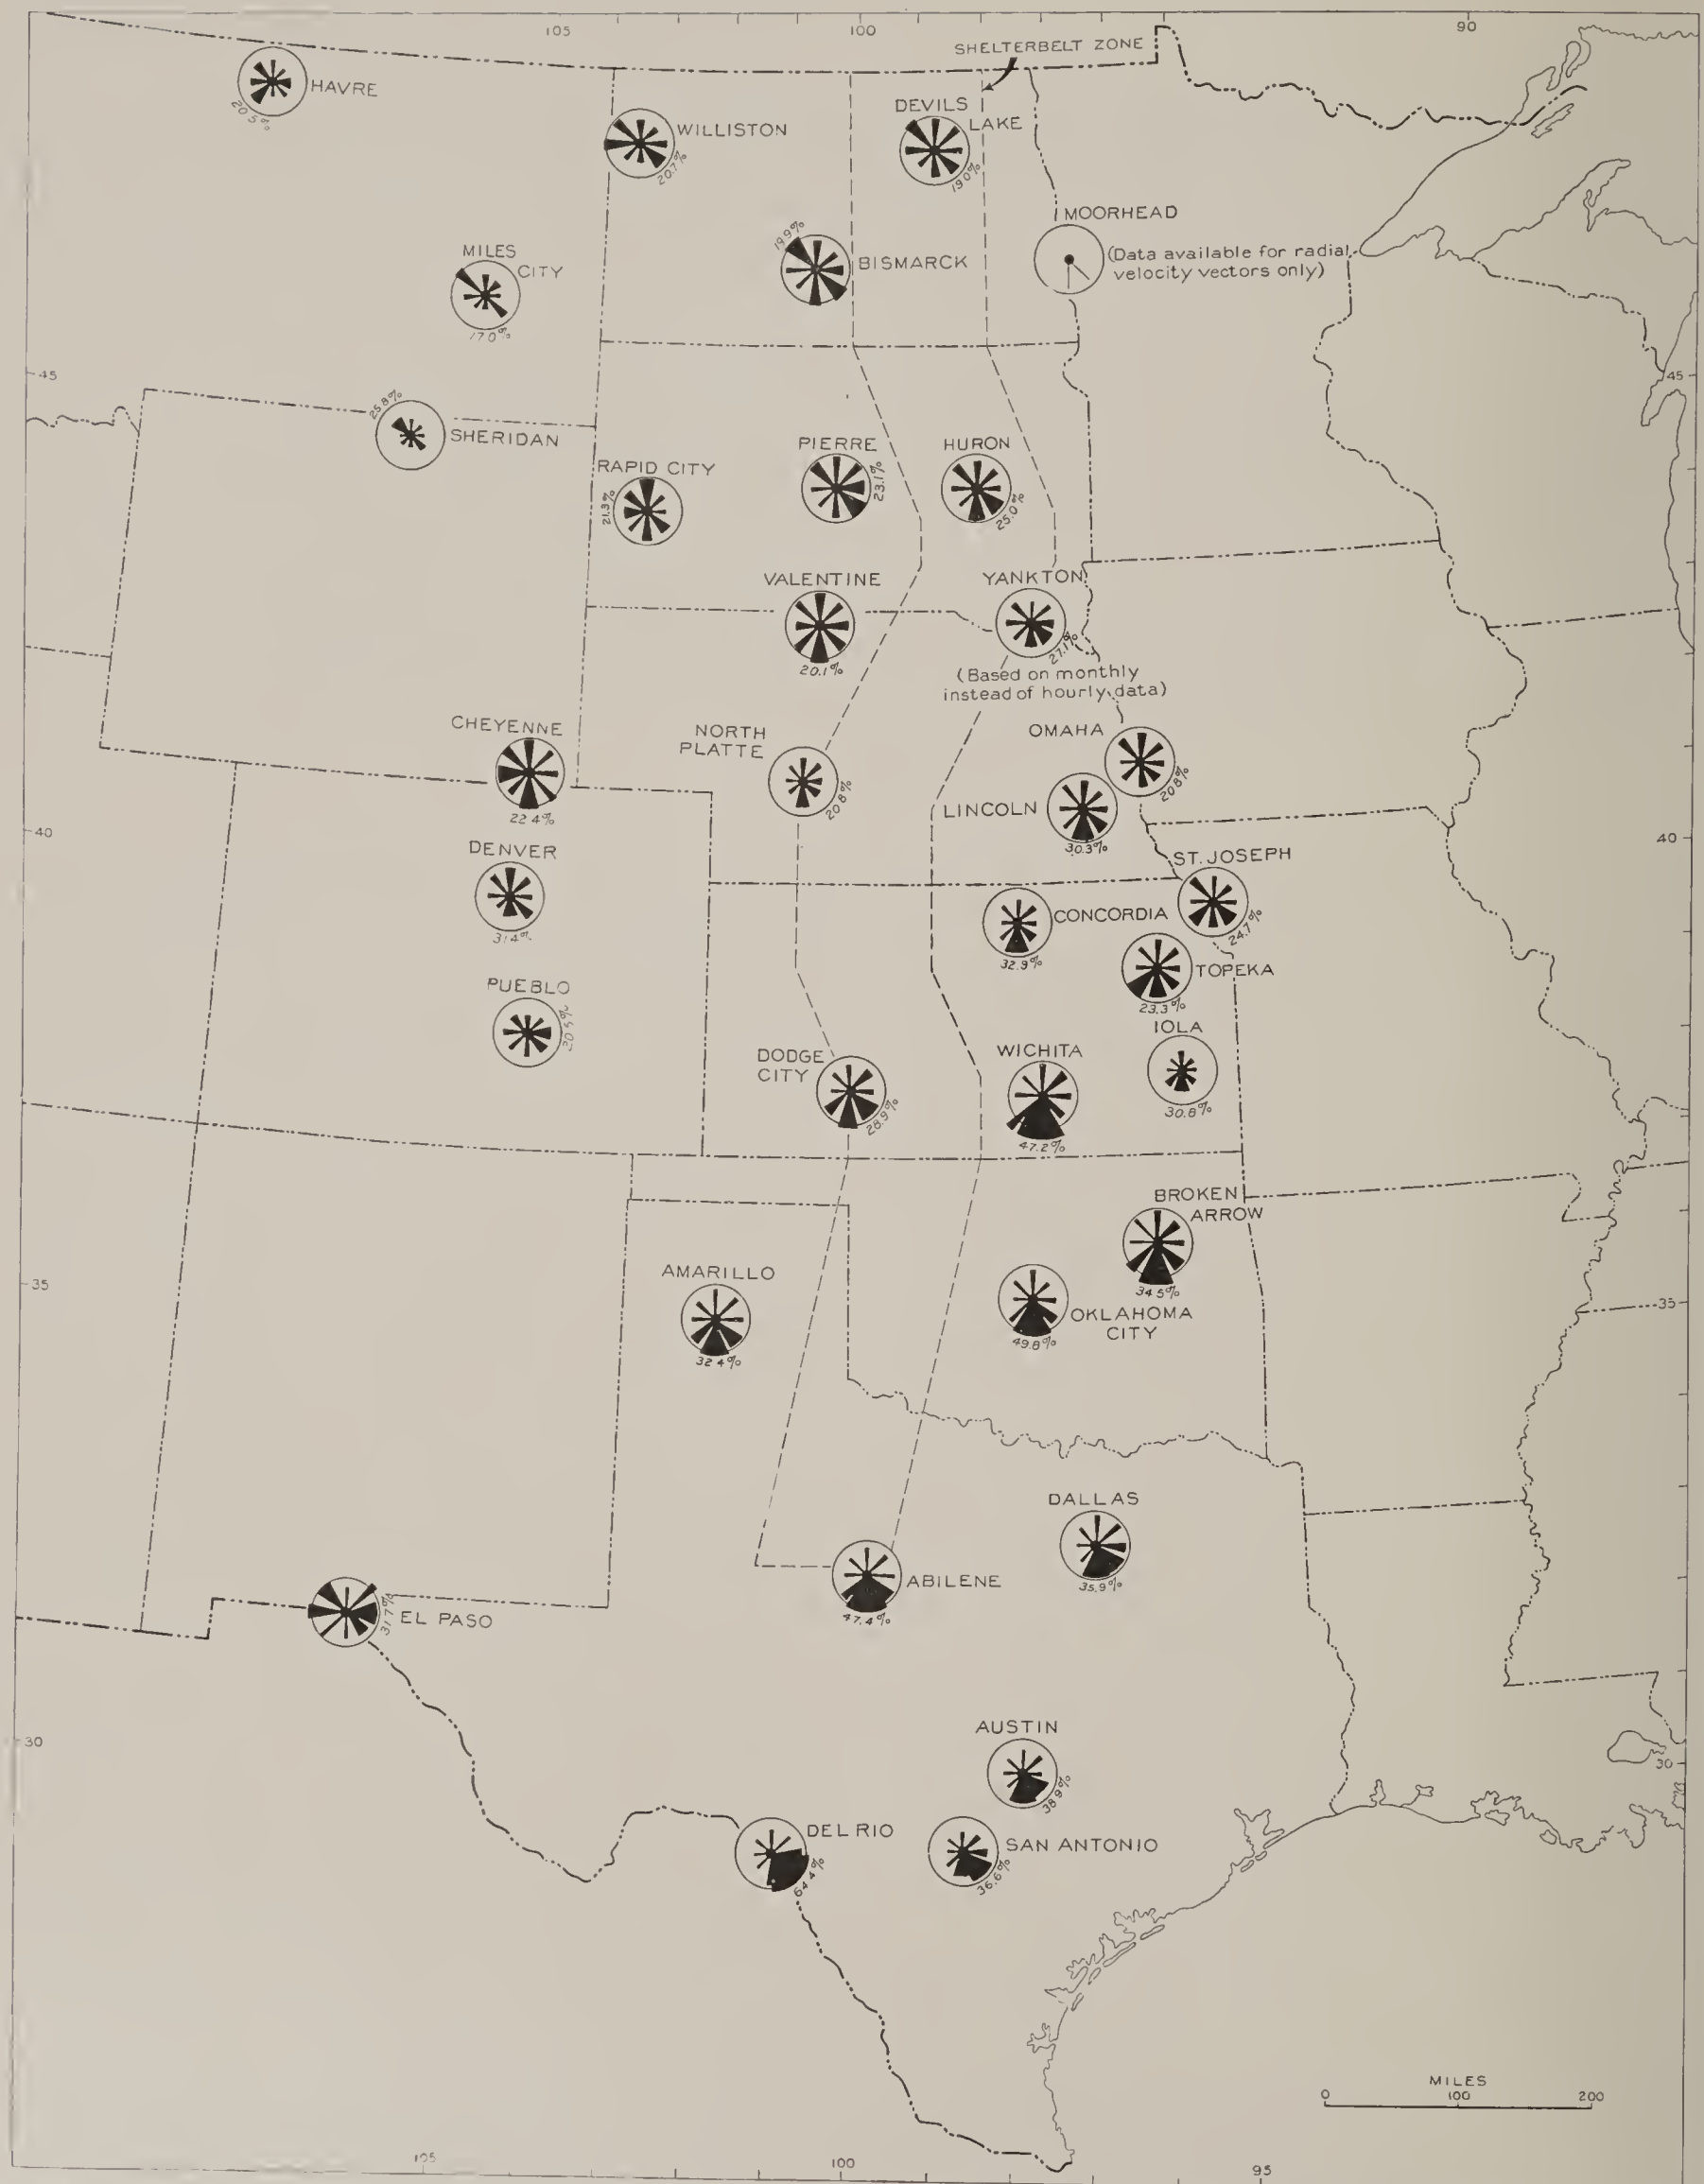 105
100
90
SHELTERBELT ZONE
HAVRE
20.5%
WILLISTON
20.7%
DEVILS
LAKE
19.0%
MOORHEAD
(Data available for radial
velocity vectors only)
MILES
CITY
17.0%
19.9%
BISMARCK
45
45
25.8%
SHERIDAN
RAPID CITY
21.3%
PIERRE
23.1%
HURON
25.0%
VALENTINE
20.1%
YANKTON
27.1%
(Based on monthly
instead of hourly data)
CHEYENNE
22.4%
NORTH
PLATTE
20.8%
OMAHA
20.8%
LINCOLN
30.3%
40
40
DENVER
31.4%
ST. JOSEPH
24.7%
CONCORDIA
32.9%
TOPEKA
23.3%
PUEBLO
20.5%
IOLA
30.8%
DODGE
CITY
28.9%
WICHITA
47.2%
BROKEN
ARROW
34.5%
35
35
AMARILLO
32.4%
OKLAHOMA
CITY
49.8%
DALLAS
35.9%
ABILENE
47.4%
EL PASO
31.7%
AUSTIN
38.9%
30
30
DEL RIO
64.4%
SAN ANTONIO
36.6%
MILES
0 100 200
105
100
95